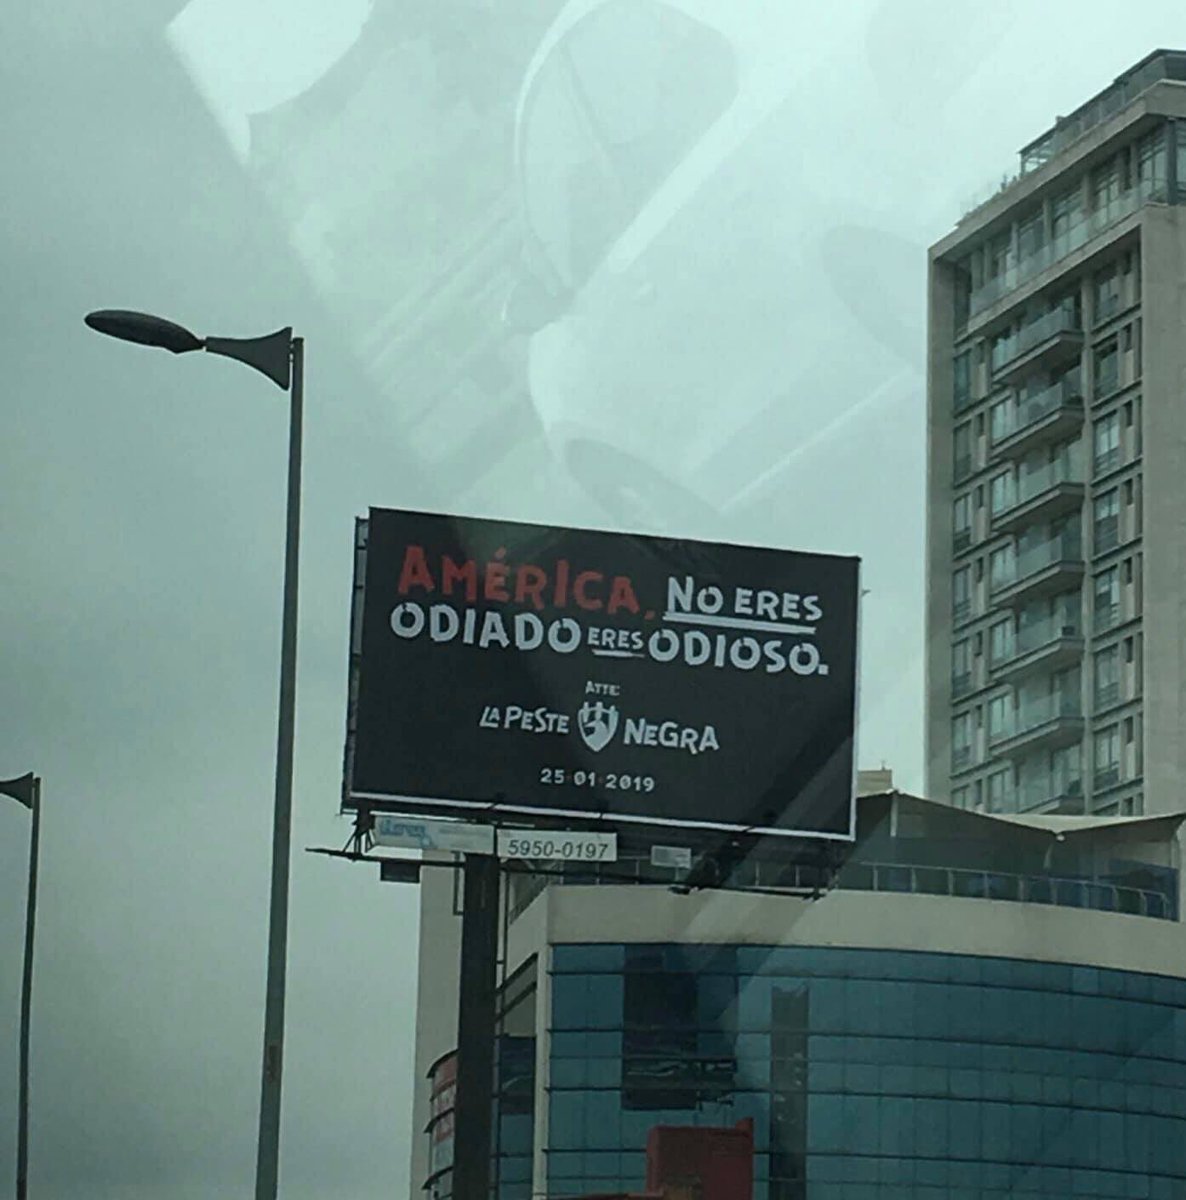 AMÉRICA, NO ERES
ODIADO ERES ODIOSO.
ATTE:
LA PESTE NEGRA
25 01 2019
5950-0197